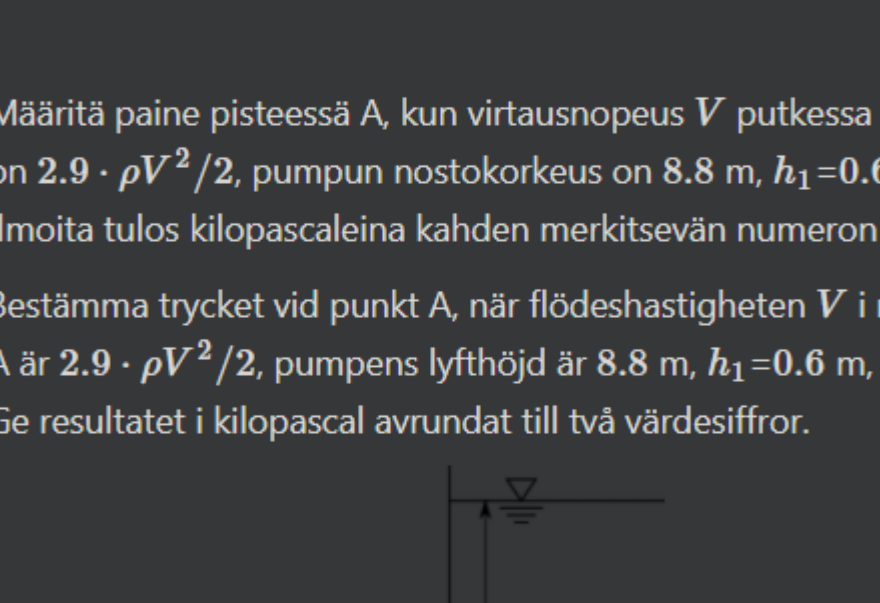 Määritä paine pisteessä A, kun virtausnopeus V putkessa
on 2.9 · ρV²/2, pumpun nostokorkeus on 8.8 m, h₁=0.6
lmoita tulos kilopascaleina kahden merkitsevän numeron
Bestämma trycket vid punkt A, när flödeshastigheten V i
A är 2.9 · ρV²/2, pumpens lyfthöjd är 8.8 m, h₁=0.6 m,
Ge resultatet i kilopascal avrundat till två värdesiffror.